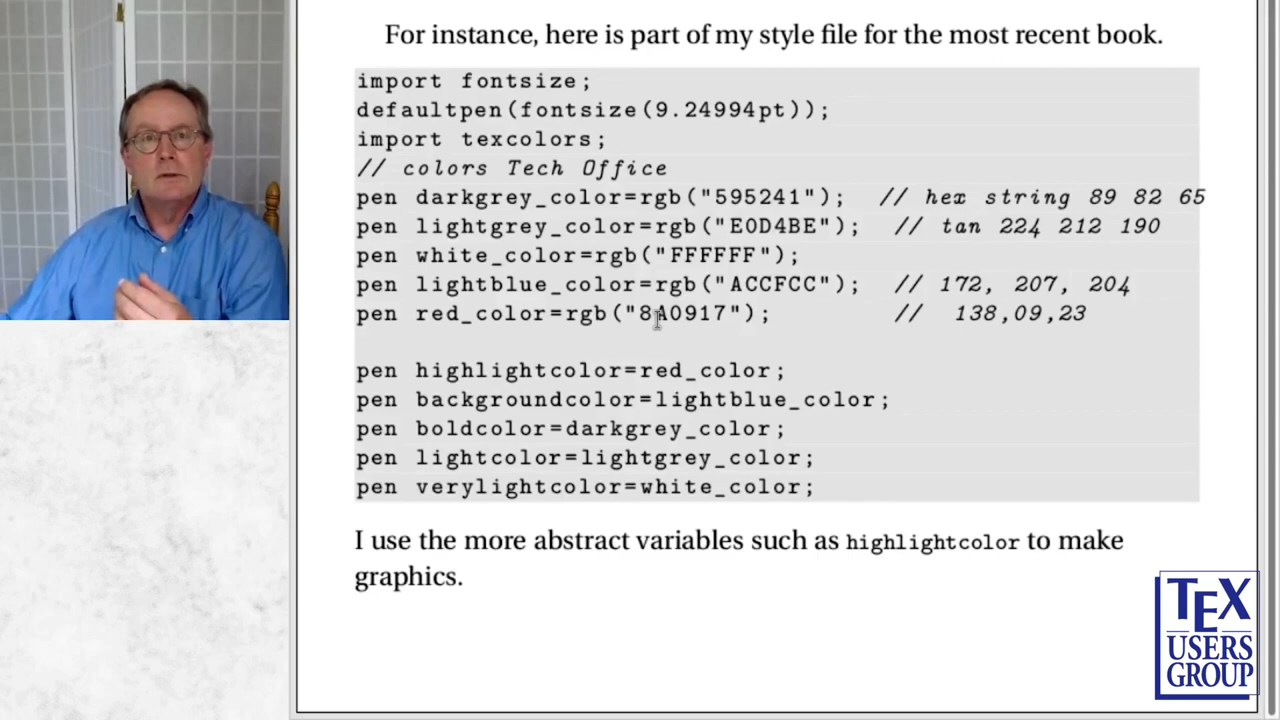 For instance, here is part of my style file for the most recent book.
import fontsize;
defaultpen(fontsize(9.24994pt));
import texcolors;
// colors Tech Office
pen darkgrey_color=rgb("595241"); // hex string 89 82 65
pen lightgrey_color=rgb("E0D4BE"); // tan 224 212 190
pen white_color=rgb("FFFFFF");
pen lightblue_color=rgb("ACCFCC"); // 172, 207, 204
pen red_color=rgb("8A0917"); // 138,09,23
pen highlightcolor=red_color;
pen backgroundcolor=lightblue_color;
pen boldcolor=darkgrey_color;
pen lightcolor=lightgrey_color;
pen verylightcolor=white_color;
I use the more abstract variables such as highlightcolor to make
graphics.
TEX
USERS
GROUP